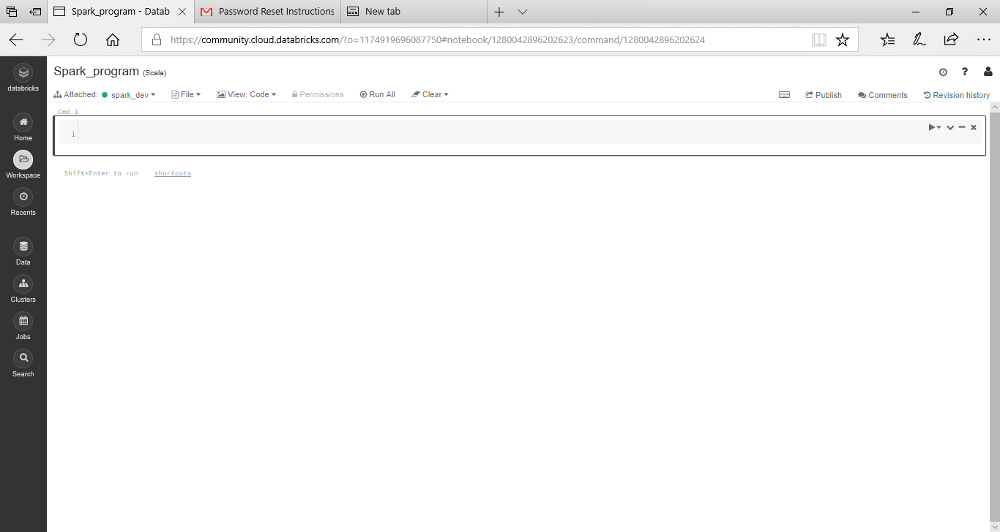 Spark_program - Datab
Password Reset Instructions
New tab
https://community.cloud.databricks.com/?o=1174919696087750#notebook/1280042896202623/command/1280042896202624
databricks
Home
Workspace
Recents
Data
Clusters
Jobs
Search
Spark_program (Scala)
?
Attached: spark_dev File View: Code Permissions Run All Clear Publish Comments Revision history
Cmd 1
1
Shift+Enter to run shortcuts